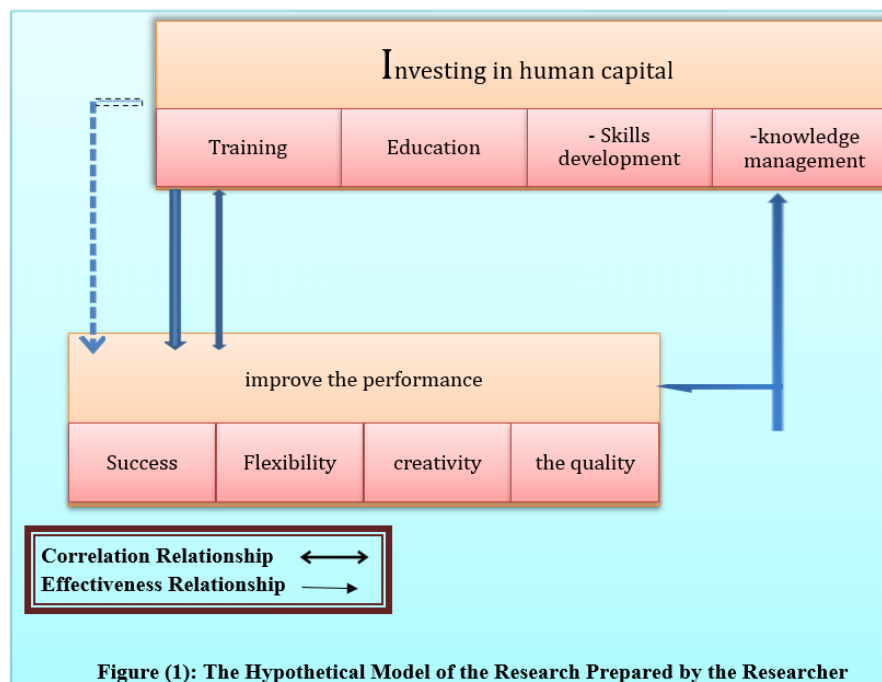 Investing in human capital
Training
Education
- Skills
development
-knowledge
management
improve the performance
Success
Flexibility
creativity
the quality
Correlation Relationship
Effectiveness Relationship
Figure (1): The Hypothetical Model of the Research Prepared by the Researcher